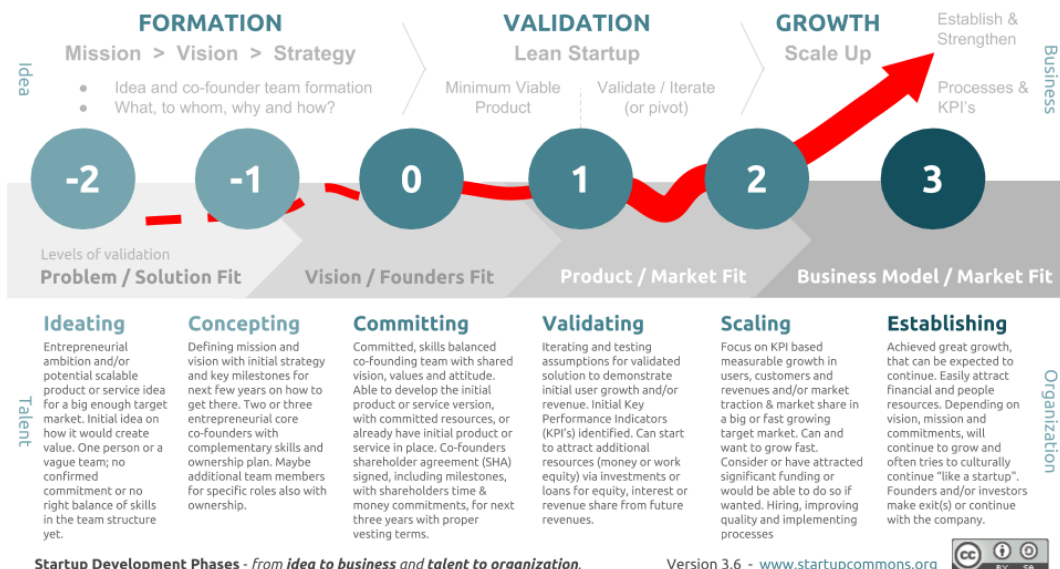 FORMATION
Mission > Vision > Strategy
● Idea and co-founder team formation
● What, to whom, why and how?
VALIDATION
Lean Startup
Minimum Viable
Product
Validate / Iterate
(or pivot)
GROWTH
Scale Up
Establish &
Strengthen
Processes &
KPI's
Idea
Business
-2
-1
0
1
2
3
Levels of validation
Problem / Solution Fit
Vision / Founders Fit
Product / Market Fit
Business Model / Market Fit
Talent
Organization
Ideating
Entrepreneurial
ambition and/or
potential scalable
product or service idea
for a big enough target
market. Initial idea on
how it would create
value. One person or a
vague team; no
confirmed
commitment or no
right balance of skills
in the team structure
yet.
Concepting
Defining mission and
vision with initial strategy
and key milestones for
next few years on how to
get there. Two or three
entrepreneurial core
co-founders with
complementary skills and
ownership plan. Maybe
additional team members
for specific roles also with
ownership.
Committing
Committed, skills balanced
co-founding team with shared
vision, values and attitude.
Able to develop the initial
product or service version,
with committed resources, or
already have initial product or
service in place. Co-founders
shareholder agreement (SHA)
signed, including milestones,
with shareholders time &
money commitments, for next
three years with proper
vesting terms.
Validating
Iterating and testing
assumptions for validated
solution to demonstrate
initial user growth and/or
revenue. Initial Key
Performance Indicators
(KPI's) identified. Can start
to attract additional
resources (money or work
equity) via investments or
loans for equity, interest or
revenue share from future
revenues.
Scaling
Focus on KPI based
measurable growth in
users, customers and
revenues and/or market
traction & market share in
a big or fast growing
target market. Can and
want to grow fast.
Consider or have attracted
significant funding or
would be able to do so if
wanted. Hiring, improving
quality and implementing
processes
Establishing
Achieved great growth,
that can be expected to
continue. Easily attract
financial and people
resources. Depending on
vision, mission and
commitments, will
continue to grow and
often tries to culturally
continue "like a startup".
Founders and/or investors
make exit(s) or continue
with the company.
Startup Development Phases - from idea to business and talent to organization.
Version 3.6 - www.startupcommons.org
cc
BY SA